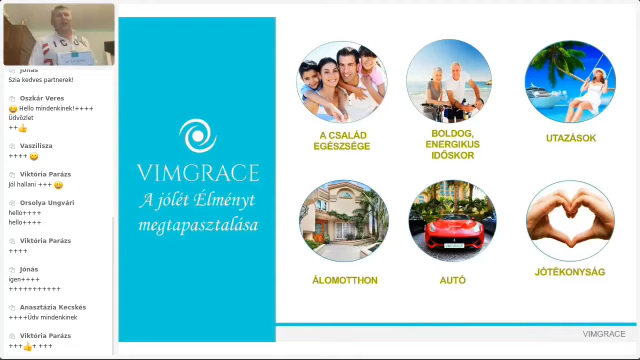 Jónás
Szia kedves partnerek!
Oszkár Veres
Hello mindenkinek!++++
Üdvözlet
++
Vaszilisza
++++
Viktória Parázs
Jól hallani +++
Orsolya Ungvári
hello++++
hello++++
Viktória Parázs
++++
Jónás
igen++++
+++++++++++
Anasztázia Kecskés
++++Üdv mindenkinek
Viktória Parázs
+++ + +++
VIMGRACE
A jólét Élményt
megtapasztalása
A CSALÁD
EGÉSZSÉGE
BOLDOG,
ENERGIKUS
IDŐSKOR
UTAZÁSOK
ÁLOMOTTHON
AUTÓ
JÓTÉKONYSÁG
VIMGRACE